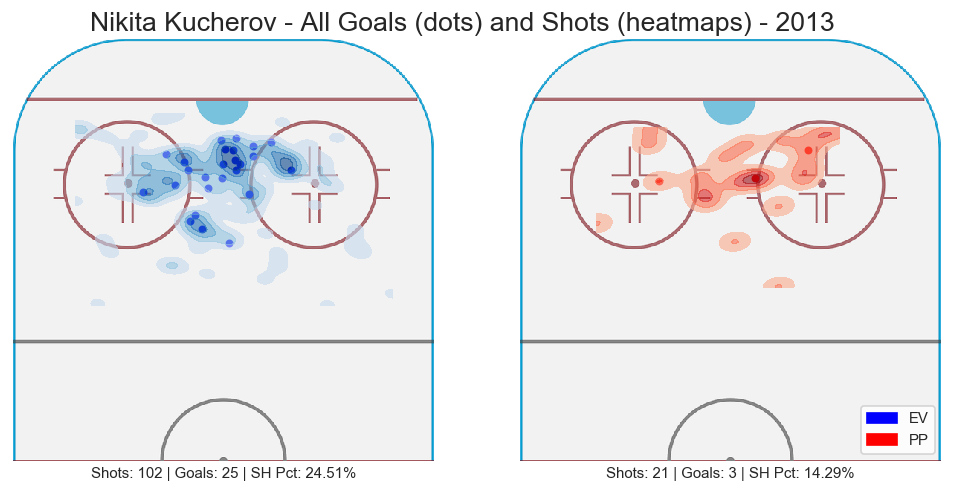 Nikita Kucherov - All Goals (dots) and Shots (heatmaps) - 2013
EV
PP
Shots: 102 | Goals: 25 | SH Pct: 24.51%
Shots: 21 | Goals: 3 | SH Pct: 14.29%